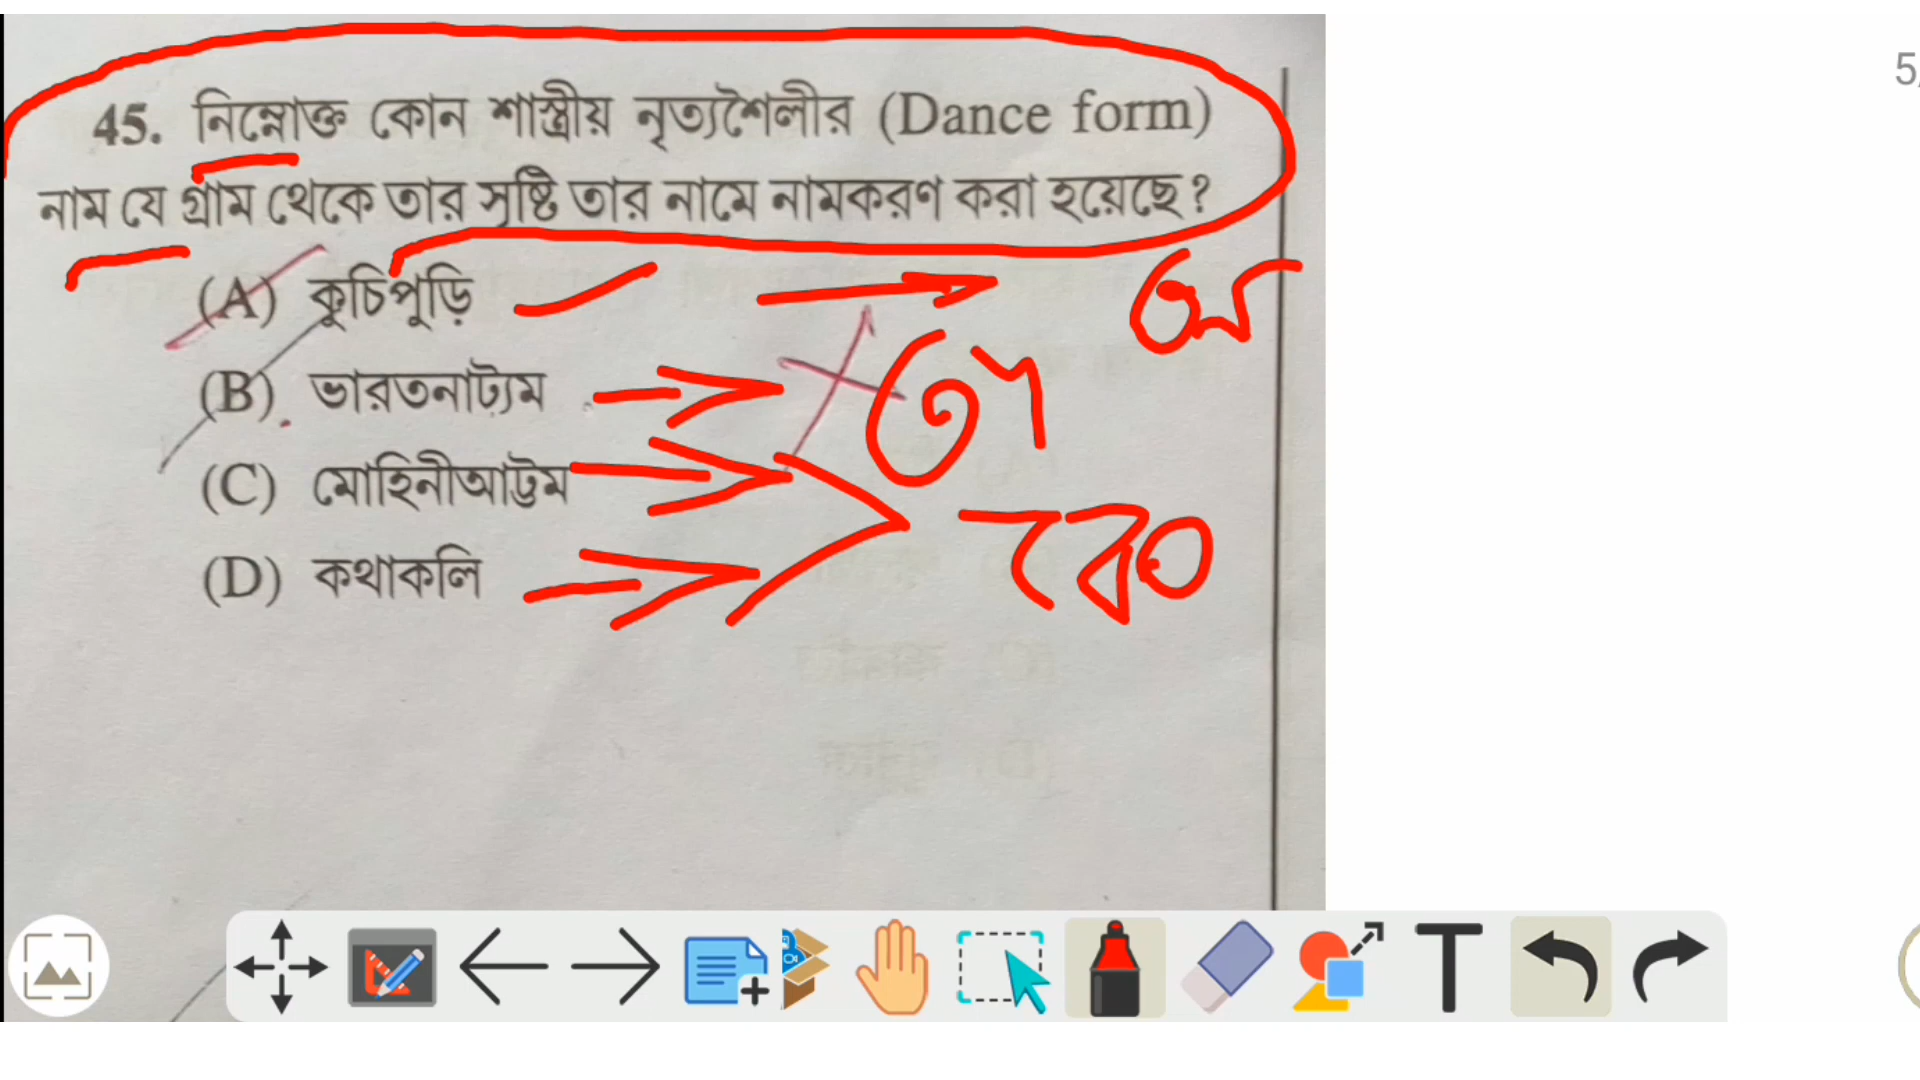 45. নিম্নোক্ত কোন শাস্ত্রীয় নৃত্যশৈলীর (Dance form)
নাম যে গ্রাম থেকে তার সৃষ্টি তার নামে নামকরণ করা হয়েছে?
(A) কুচিপুড়ি
(B) ভারতনাট্যম
(C) মোহিনীআট্টম
(D) কথাকলি